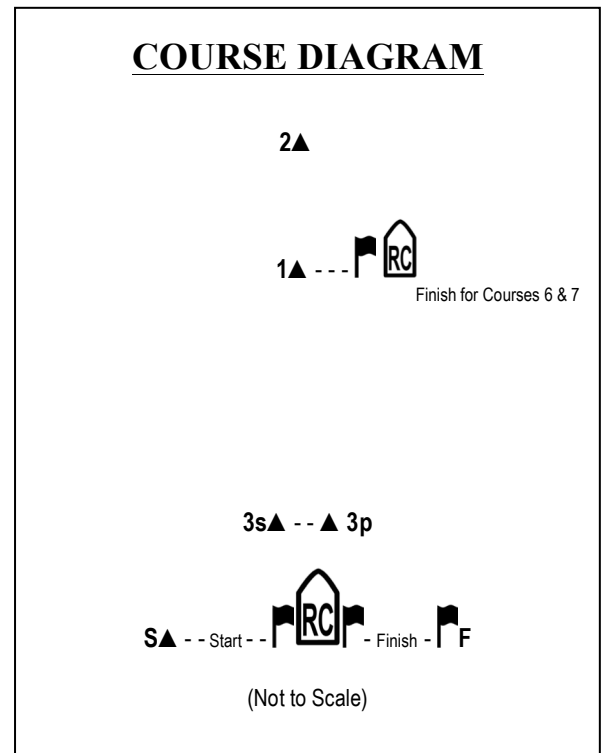 COURSE DIAGRAM
2▲
1▲ - - - RC
Finish for Courses 6 & 7
3s▲ - - ▲ 3p
S▲ - - Start - - RC - Finish - F
(Not to Scale)